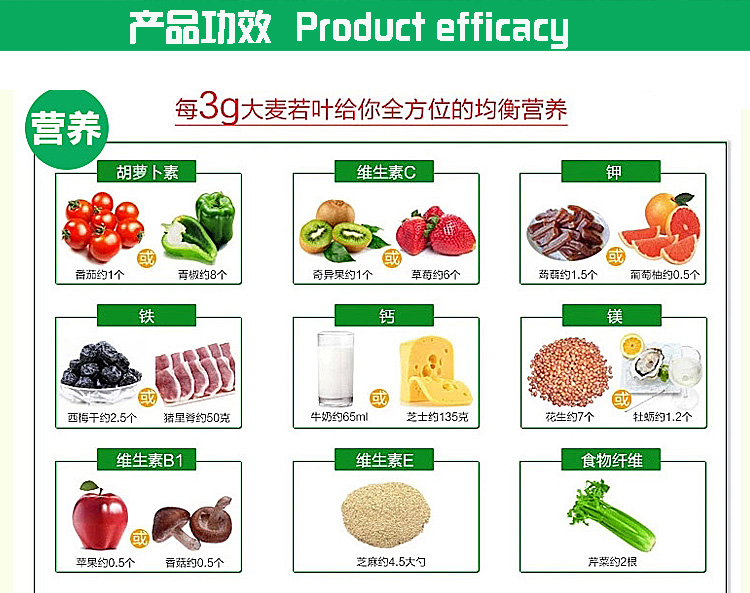 产品功效 Product efficacy
营养
每3g大麦若叶给你全方位的均衡营养
胡萝卜素
维生素C
钾
或
或
或
番茄约1个
青椒约8个
奇异果约1个
草莓约6个
蒟蒻约1.5个
葡萄柚约0.5个
铁
钙
镁
或
或
或
西梅干约2.5个
猪里脊约50克
牛奶约65ml
芝士约135克
花生约7个
牡蛎约1.2个
维生素B1
维生素E
食物纤维
或
苹果约0.5个
香菇约0.5个
芝麻约4.5大勺
芹菜约2根